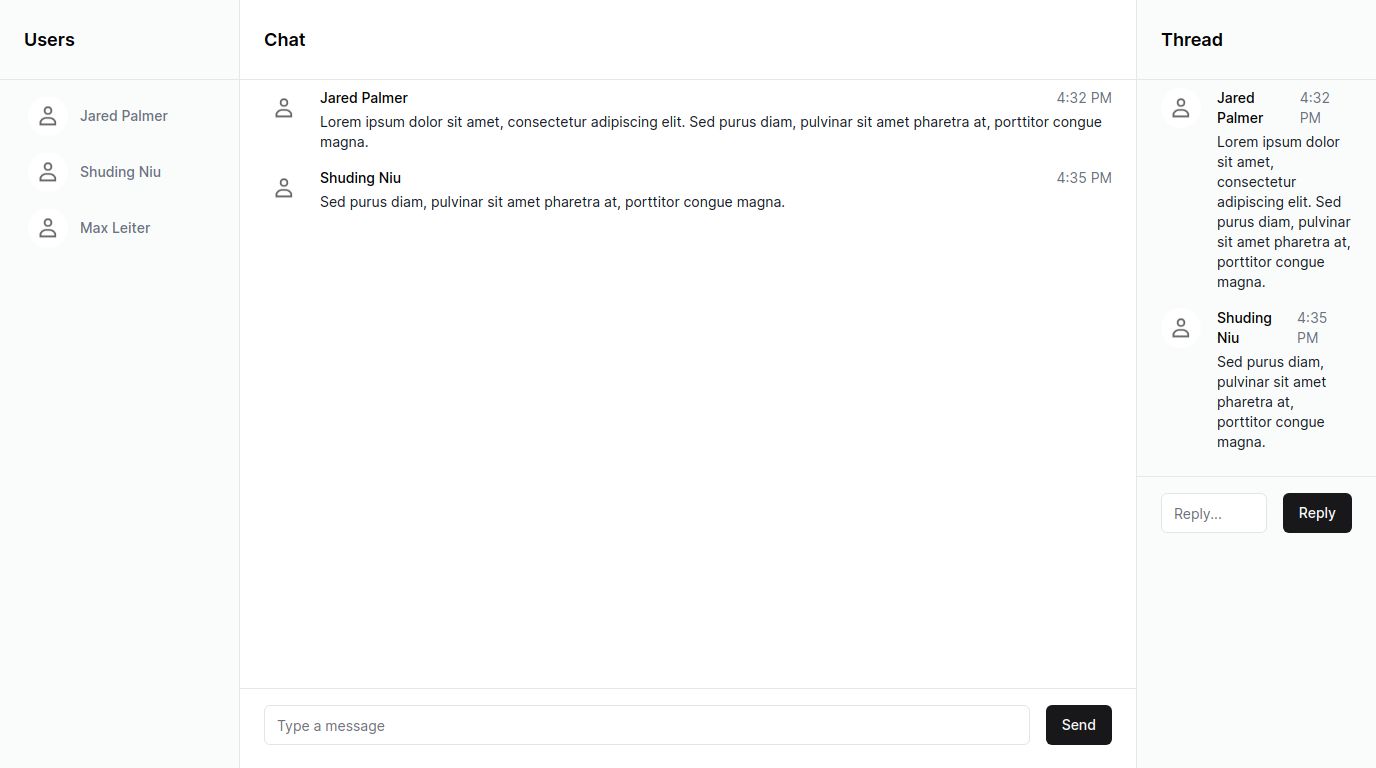 Users
Jared Palmer
Shuding Niu
Max Leiter
Chat
Jared Palmer
4:32 PM
Lorem ipsum dolor sit amet, consectetur adipiscing elit. Sed purus diam, pulvinar sit amet pharetra at, porttitor congue
magna.
Shuding Niu
4:35 PM
Sed purus diam, pulvinar sit amet pharetra at, porttitor congue magna.
Type a message
Send
Thread
Jared
Palmer
4:32
PM
Lorem ipsum dolor
sit amet,
consectetur
adipiscing elit. Sed
purus diam, pulvinar
sit amet pharetra at,
porttitor congue
magna.
Shuding
Niu
4:35
PM
Sed purus diam,
pulvinar sit amet
pharetra at,
porttitor congue
magna.
Reply...
Reply